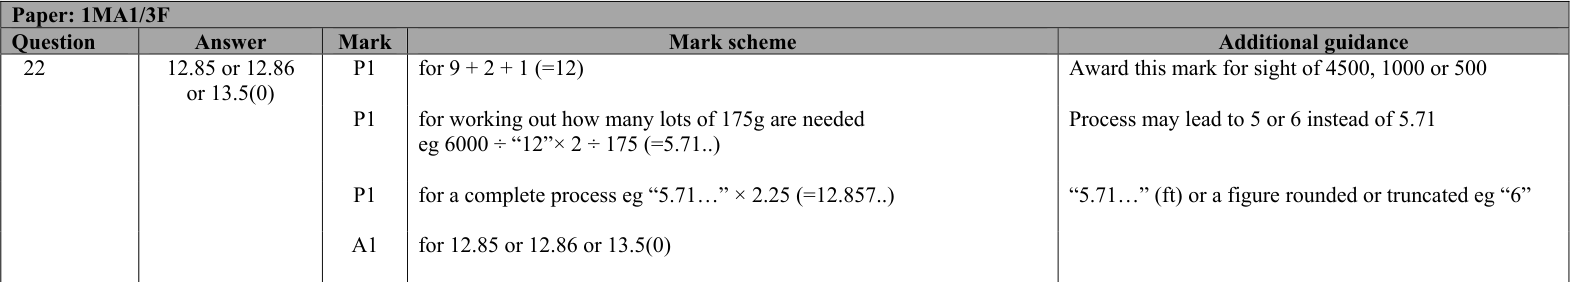 Paper: 1MA1/3F
Question Answer Mark Mark scheme Additional guidance
22 12.85 or 12.86 P1 for 9 + 2 + 1 (=12) Award this mark for sight of 4500, 1000 or 500
or 13.5(0)
P1 for working out how many lots of 175g are needed Process may lead to 5 or 6 instead of 5.71
eg 6000 ÷ “12”× 2 ÷ 175 (=5.71..)
P1 for a complete process eg “5.71…” × 2.25 (=12.857..) “5.71…” (ft) or a figure rounded or truncated eg “6”
A1 for 12.85 or 12.86 or 13.5(0)